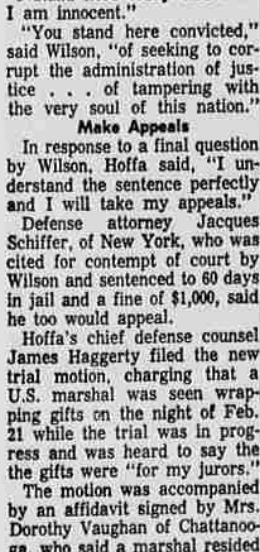 I am innocent."
"You stand here convicted,"
said Wilson, "of seeking to cor-
rupt the administration of jus-
tice . . . of tampering with
the very soul of this nation."
Make Appeals
In response to a final question
by Wilson, Hoffa said, "I un-
derstand the sentence perfectly
and I will take my appeals."
Defense attorney Jacques
Schiffer, of New York, who was
cited for contempt of court by
Wilson and sentenced to 60 days
in jail and a fine of $1,000, said
he too would appeal.
Hoffa's chief defense counsel
James Haggerty filed the new
trial motion, charging that a
U.S. marshal was seen wrap-
ping gifts on the night of Feb.
21 while the trial was in prog-
ress and was heard to say the
the gifts were "for my jurors."
The motion was accompanied
by an affidavit signed by Mrs.
Dorothy Vaughan of Chattanoo-
ga, who said a marshal resided